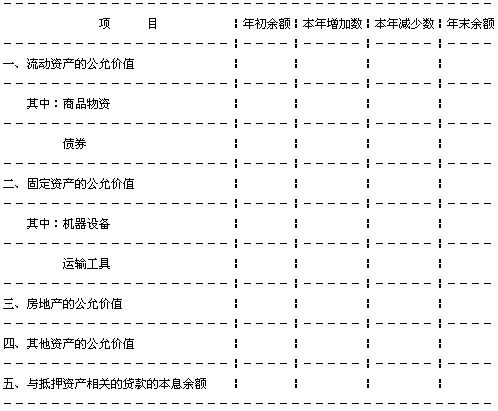 项 目 年初余额 本年增加数 本年减少数 年末余额
一、流动资产的公允价值
其中:商品物资
债券
二、固定资产的公允价值
其中:机器设备
运输工具
三、房地产的公允价值
四、其他资产的公允价值
五、与抵押资产相关的贷款的本息余额